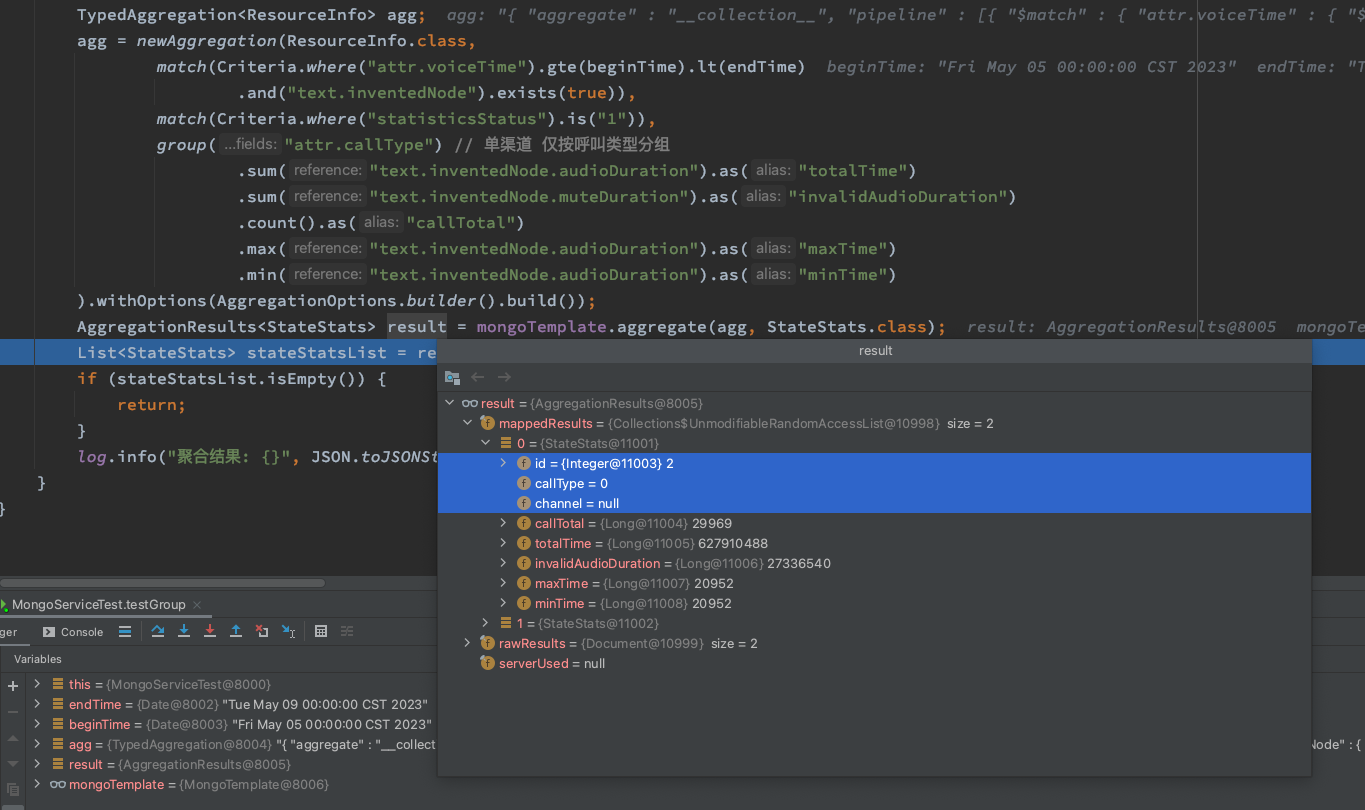 TypedAggregation<ResourceInfo> agg;  agg: "{ "aggregate" : "__collection__", "pipeline" : [{ "$match" : { "attr.voiceTime" : { "$
agg = newAggregation(ResourceInfo.class,
match(Criteria.where("attr.voiceTime").gte(beginTime).lt(endTime)  beginTime: "Fri May 05 00:00:00 CST 2023"  endTime: "T
.and("text.inventedNode").exists(true)),
match(Criteria.where("statisticsStatus").is("1")),
group( ...fields: "attr.callType") // 单渠道 仅按呼叫类型分组
.sum( reference: "text.inventedNode.audioDuration").as( alias: "totalTime")
.sum( reference: "text.inventedNode.muteDuration").as( alias: "invalidAudioDuration")
.count().as( alias: "callTotal")
.max( reference: "text.inventedNode.audioDuration").as( alias: "maxTime")
.min( reference: "text.inventedNode.audioDuration").as( alias: "minTime")
).withOptions(AggregationOptions.builder().build());
AggregationResults<StateStats> result = mongoTemplate.aggregate(agg, StateStats.class);  result: AggregationResults@8005  mongoTe
List<StateStats> stateStatsList = re
if (stateStatsList.isEmpty()) {
return;
}
log.info("聚合结果: {}", JSON.toJSONSt
}
}
result
result = {AggregationResults@8005}
mappedResults = {Collections$UnmodifiableRandomAccessList@10998} size = 2
0 = {StateStats@11001}
id = {Integer@11003} 2
callType = 0
channel = null
callTotal = {Long@11004} 29969
totalTime = {Long@11005} 627910488
invalidAudioDuration = {Long@11006} 27336540
maxTime = {Long@11007} 20952
minTime = {Long@11008} 20952
1 = {StateStats@11002}
rawResults = {Document@10999} size = 2
serverUsed = null
MongoServiceTest.testGroup
ger Console
Variables
this = {MongoServiceTest@8000}
endTime = {Date@8002} "Tue May 09 00:00:00 CST 2023"
beginTime = {Date@8003} "Fri May 05 00:00:00 CST 2023"
agg = {TypedAggregation@8004} "{ "aggregate" : "__collect Node" : {
result = {AggregationResults@8005}
mongoTemplate = {MongoTemplate@8006}